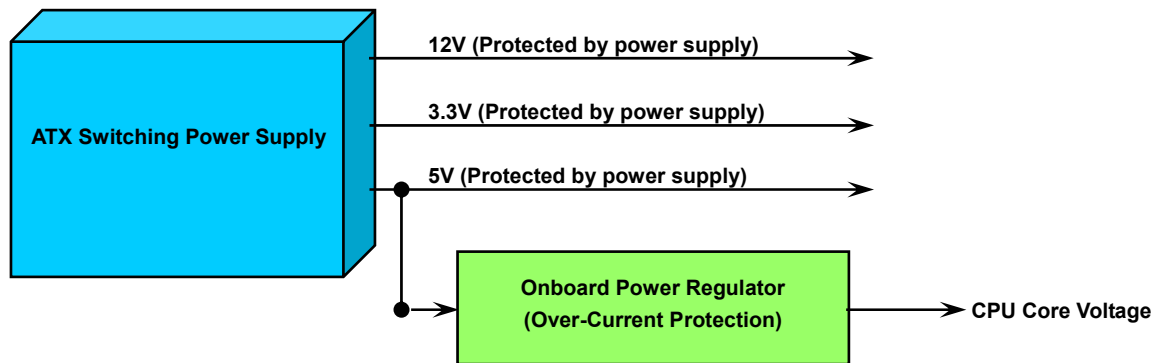 12V (Protected by power supply)
3.3V (Protected by power supply)
ATX Switching Power Supply
5V (Protected by power supply)
Onboard Power Regulator
(Over-Current Protection)
CPU Core Voltage